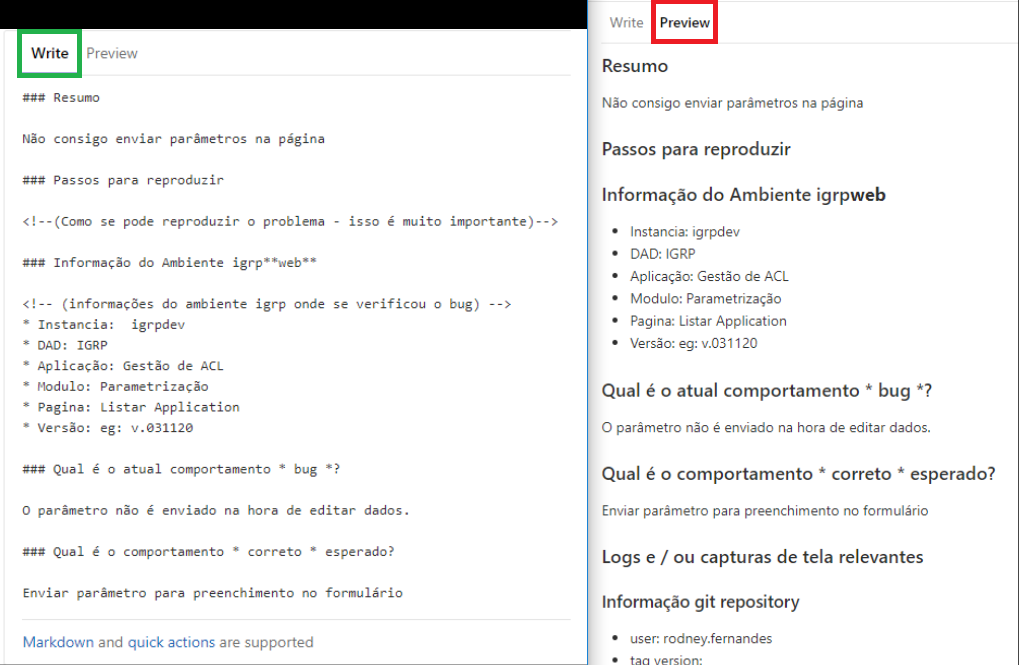 Write Preview
### Resumo
Não consigo enviar parâmetros na página
### Passos para reproduzir
<!--(Como se pode reproduzir o problema - isso é muito importante)-->
### Informação do Ambiente igrp**web**
<!-- (informações do ambiente igrp onde se verificou o bug) -->
* Instancia:  igrpdev
* DAD: IGRP
* Aplicação: Gestão de ACL
* Modulo: Parametrização
* Pagina: Listar Application
* Versão: eg: v.031120
### Qual é o atual comportamento * bug *?
O parâmetro não é enviado na hora de editar dados.
### Qual é o comportamento * correto * esperado?
Enviar parâmetro para preenchimento no formulário
Markdown and quick actions are supported
Write Preview
Resumo
Não consigo enviar parâmetros na página
Passos para reproduzir
Informação do Ambiente igrpweb
• Instancia: igrpdev
• DAD: IGRP
• Aplicação: Gestão de ACL
• Modulo: Parametrização
• Pagina: Listar Application
• Versão: eg: v.031120
Qual é o atual comportamento * bug *?
O parâmetro não é enviado na hora de editar dados.
Qual é o comportamento * correto * esperado?
Enviar parâmetro para preenchimento no formulário
Logs e / ou capturas de tela relevantes
Informação git repository
• user: rodney.fernandes
• tag version: